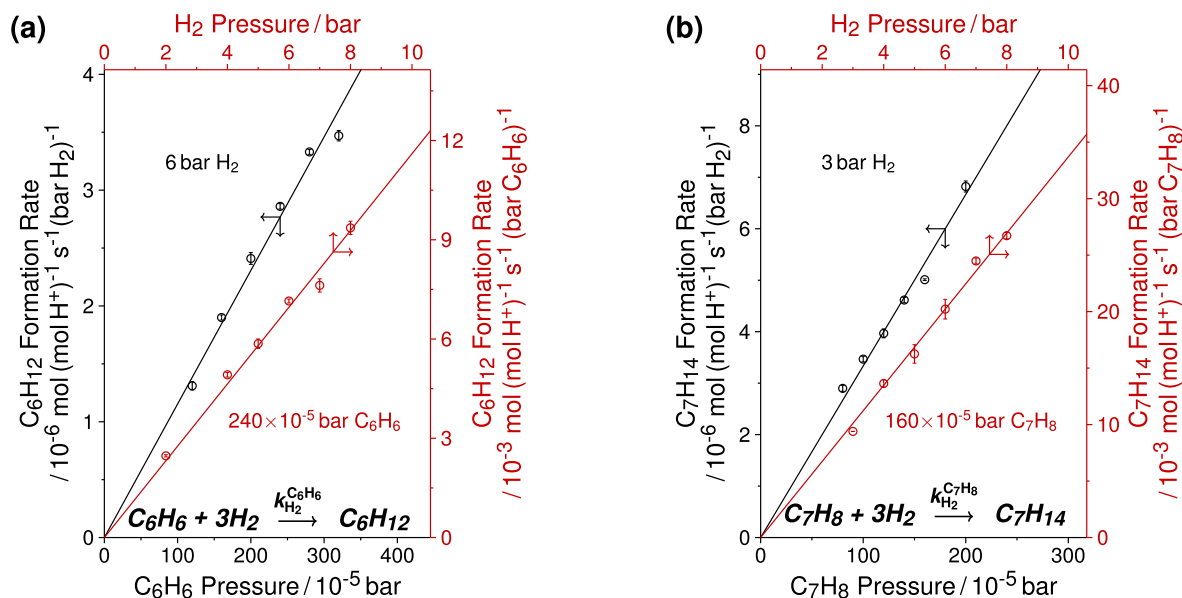 (a)
H2 Pressure / bar
0 2 4 6 8 10
C6H12 Formation Rate
/ 10-6 mol (mol H+)-1 s-1 (bar H2)-1
4
3
2
1
0
6 bar H2
240×10-5 bar C6H6
C6H6 + 3H2 kH2C6H6 → C6H12
12
9
6
3
0
C6H12 Formation Rate
/ 10-3 mol (mol H+)-1 s-1 (bar C6H6)-1
0 100 200 300 400
C6H6 Pressure / 10-5 bar
(b)
H2 Pressure / bar
0 2 4 6 8 10
C7H14 Formation Rate
/ 10-6 mol (mol H+)-1 s-1 (bar H2)-1
8
6
4
2
0
3 bar H2
160×10-5 bar C7H8
C7H8 + 3H2 kH2C7H8 → C7H14
40
30
20
10
0
C7H14 Formation Rate
/ 10-3 mol (mol H+)-1 s-1 (bar C7H8)-1
0 100 200 300
C7H8 Pressure / 10-5 bar